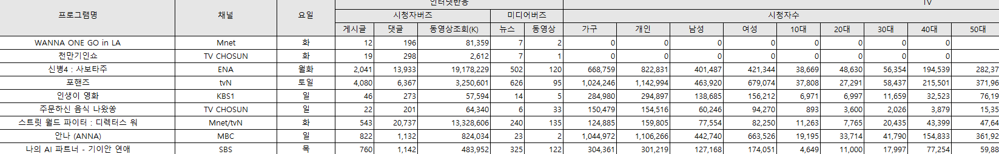 인터넷반응 TV
프로그램명 채널 요일 시청자버즈 미디어버즈 시청자수
게시글 댓글 동영상조회(K) 뉴스 동영상 가구 개인 남성 여성 10대 20대 30대 40대 50대
WANNA ONE GO in LA Mnet 화 12 196 81,359 7 2 0 0 0 0 0 0 0 0
천만기인쇼 TV CHOSUN 화 19 298 2,612 7 1 0 0 0 0 0 0 0 0
신병4 : 사보타주 ENA 월화 2,041 13,933 19,178,229 502 120 668,759 822,831 401,487 421,344 38,669 48,630 56,354 194,539 282,37
포핸즈 tvN 토일 4,080 6,367 3,250,601 626 95 1,024,246 1,142,994 463,920 679,074 37,808 27,291 58,437 215,501 371,96
인생이 영화 KBS1 일 46 273 57,594 14 5 284,980 294,897 138,685 156,212 6,971 6,997 11,659 32,523 76,19
주문하신 음식 나왔쏭 TV CHOSUN 일 22 201 64,340 6 33 150,479 154,516 60,246 94,270 893 3,600 2,026 3,879 15,35
스트릿 월드 파이터 : 디렉터스 워 Mnet/tvN 화 543 20,737 13,328,606 240 135 124,885 159,805 77,554 82,250 11,263 7,765 20,435 43,399 47,64
안나 (ANNA) MBC 일 822 1,132 824,034 23 2 1,044,972 1,106,266 442,740 663,526 19,195 33,714 41,790 154,833 361,92
나의 AI 파트너 - 기이안 연애 SBS 목 760 1,142 483,952 325 122 304,361 301,219 127,168 174,051 4,649 11,000 17,997 77,254 59,88